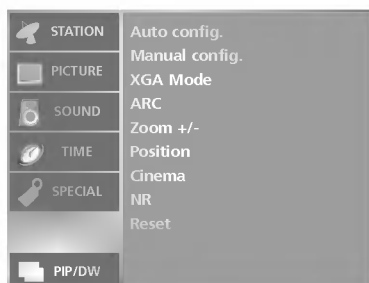 STATION
PICTURE
SOUND
TIME
SPECIAL
PIP/DW
Auto config.
Manual config.
XGA Mode
ARC
Zoom +/-
Position
Cinema
NR
Reset